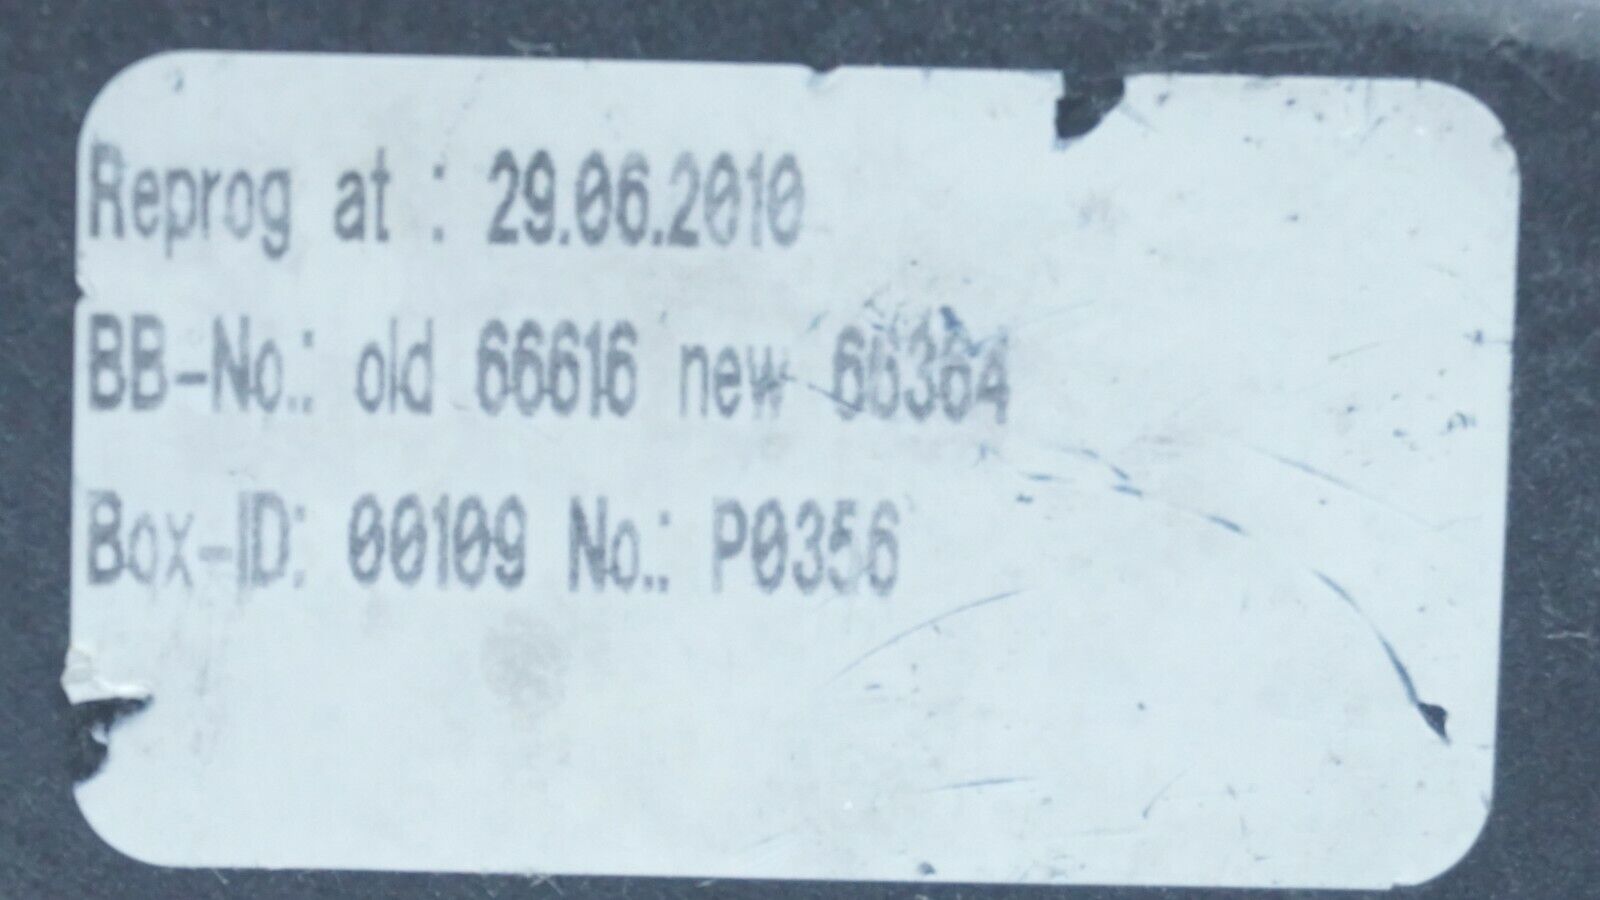 Reprog at : 29.06.2010
BB-No.: old 66616 new 66364
Box-ID: 00109 No.: P0356